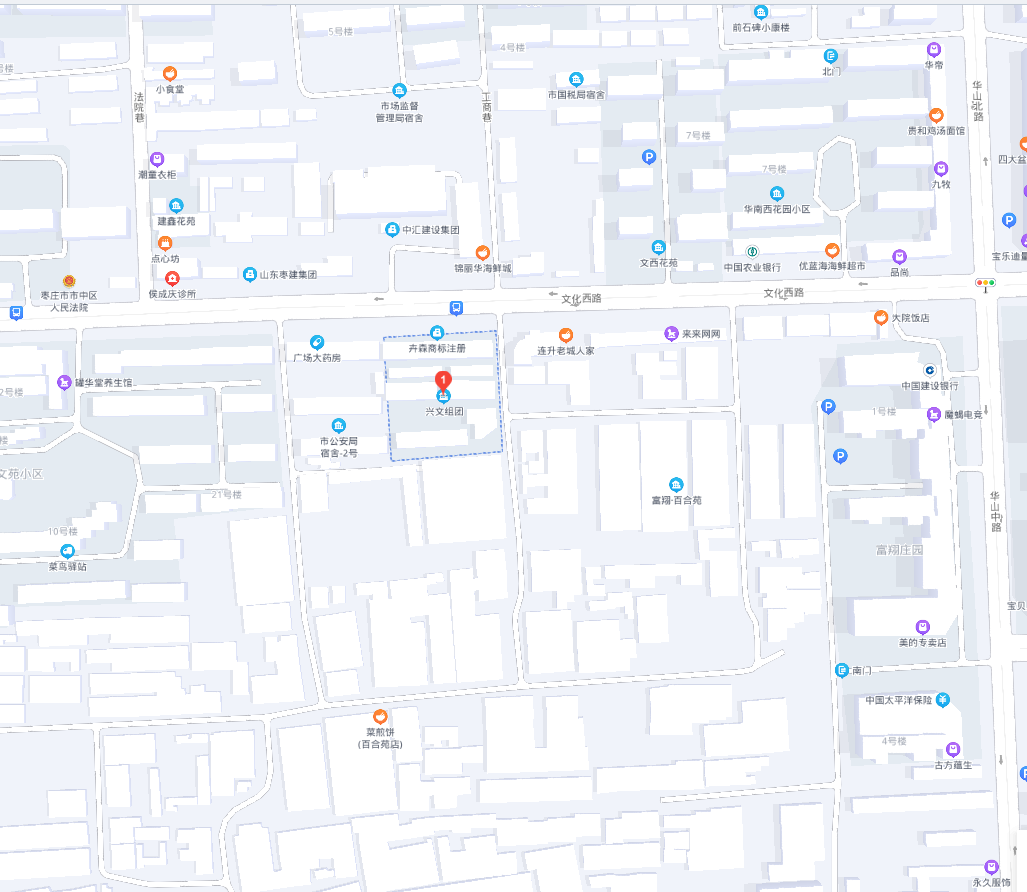 前石碑小康楼
5号楼
4号楼
北门
华帝
号楼
小食堂
法院巷
市场监督
管理局宿舍
工商巷
市国税局宿舍
华山北路
贵和鸡汤面馆
7号楼
四大盆
潮童衣柜
7号楼
九牧
建鑫花苑
华南西花园小区
中汇建设集团
点心坊
锦丽华海鲜城
文西花苑
中国农业银行
优蓝海海鲜超市
品尚
宝乐迪量
山东枣建集团
侯成庆诊所
枣庄市市中区
人民法院
文化西路
文化西路
大院饭店
广场大药房
卉森商标注册
连升老城人家
来来网网
罐华堂养生馆
2号楼
1
兴文组团
中国建设银行
1号楼
魔蝎电竞
市公安局
宿舍-2号
楼
文苑小区
21号楼
富翔·百合苑
华山中路
10号楼
菜鸟驿站
富翔庄园
宝贝
美的专卖店
南门
中国太平洋保险
菜煎饼
(百合苑店)
4号楼
古方蕴生
永久服饰